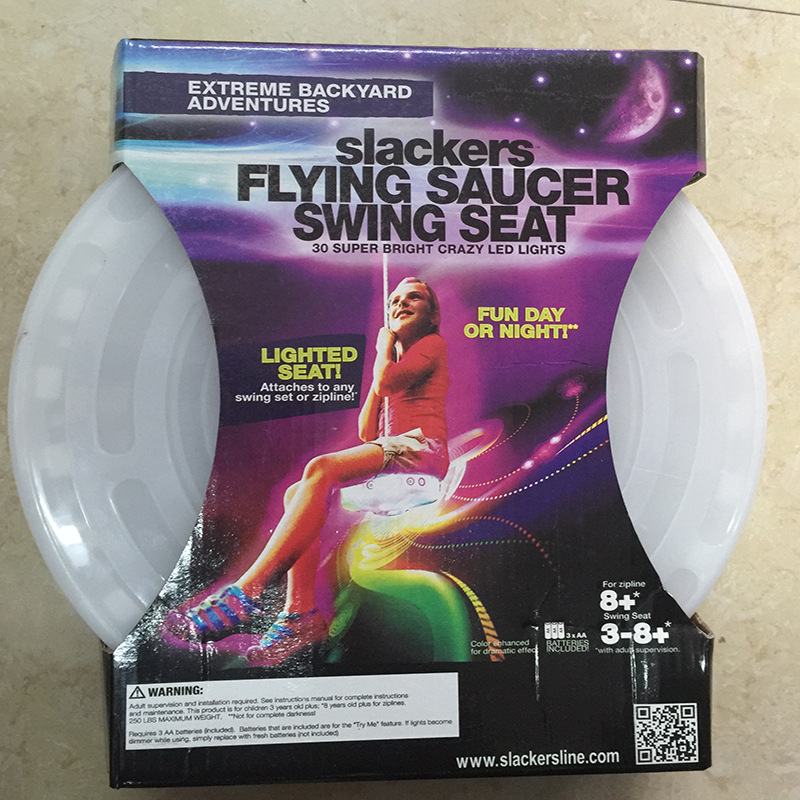 EXTREME BACKYARD
ADVENTURES
slackers™
FLYING SAUCER
SWING SEAT
30 SUPER BRIGHT CRAZY LED LIGHTS
FUN DAY
OR NIGHT!**
LIGHTED
SEAT!
Attaches to any
swing set or zipline!*
For zipline
8+*
Swing Seat
3-8+*
*with adult supervision.
Color enhanced
for dramatic effect
3 x AA
BATTERIES
INCLUDED!
WARNING:
Adult supervision and installation required. See instructions manual for complete instructions
and maintenance. This product is for children 3 years old plus; *8 years old plus for ziplines.
250 LBS MAXIMUM WEIGHT. **Not for complete darkness!
Requires 3 AA batteries (included). Batteries that are included are for the "Try Me" feature. If lights become
dimmer while using, simply replace with fresh batteries (not included)
www.slackersline.com